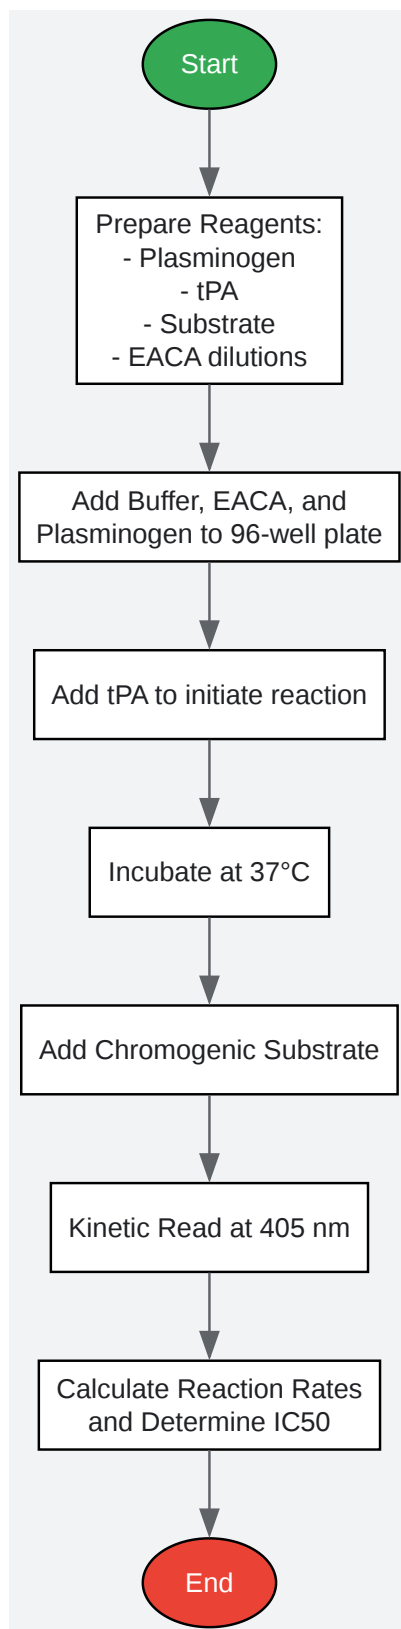 Start
Prepare Reagents:
- Plasminogen
- tPA
- Substrate
- EACA dilutions
Add Buffer, EACA, and
Plasminogen to 96-well plate
Add tPA to initiate reaction
Incubate at 37°C
Add Chromogenic Substrate
Kinetic Read at 405 nm
Calculate Reaction Rates
and Determine IC50
End